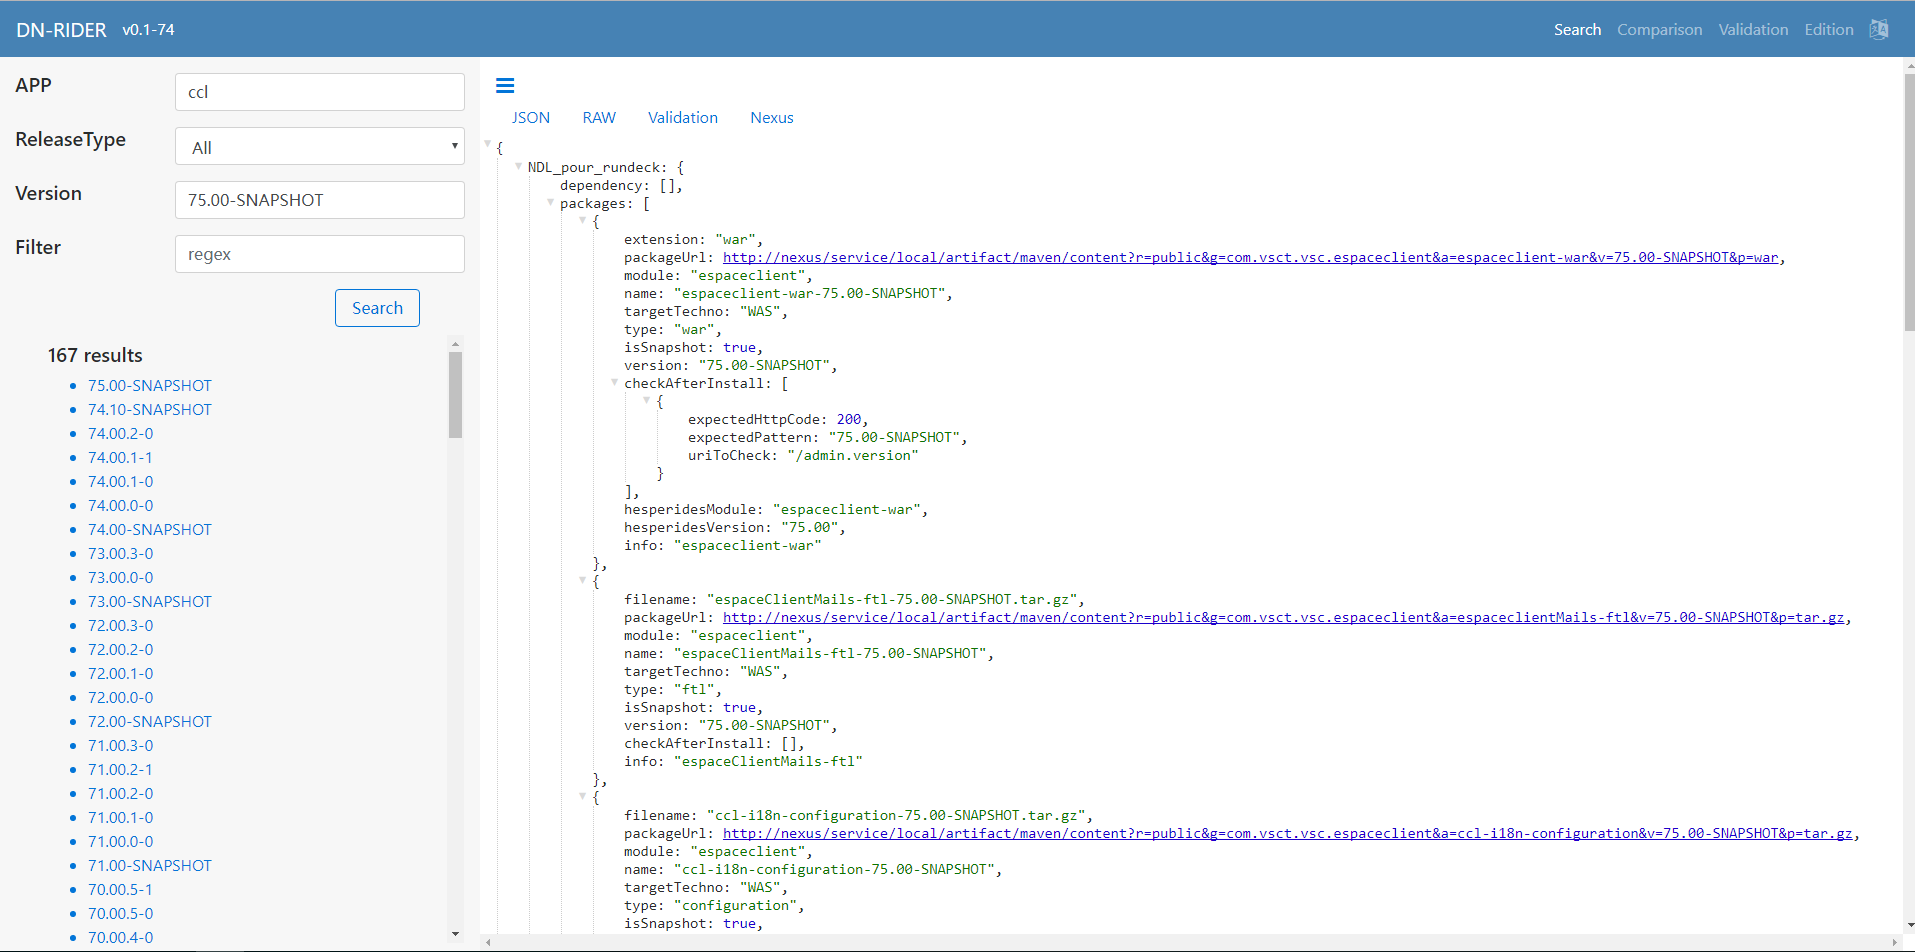 DN-RIDER v0.1-74
Search Comparison Validation Edition
APP
ccl
ReleaseType
All
Version
75.00-SNAPSHOT
Filter
regex
Search
167 results
75.00-SNAPSHOT
74.10-SNAPSHOT
74.00.2-0
74.00.1-1
74.00.1-0
74.00.0-0
74.00-SNAPSHOT
73.00.3-0
73.00.0-0
73.00-SNAPSHOT
72.00.3-0
72.00.2-0
72.00.1-0
72.00.0-0
72.00-SNAPSHOT
71.00.3-0
71.00.2-1
71.00.2-0
71.00.1-0
71.00.0-0
71.00-SNAPSHOT
70.00.5-1
70.00.5-0
70.00.4-0
JSON RAW Validation Nexus
{
NDL_pour_rundeck: {
dependency: [],
packages: [
{
extension: "war",
packageUrl: http://nexus/service/local/artifact/maven/content?r=public&g=com.vsct.vsc.espaceclient&a=espaceclient-war&v=75.00-SNAPSHOT&p=war,
module: "espaceclient",
name: "espaceclient-war-75.00-SNAPSHOT",
targetTechno: "WAS",
type: "war",
isSnapshot: true,
version: "75.00-SNAPSHOT",
checkAfterInstall: [
{
expectedHttpCode: 200,
expectedPattern: "75.00-SNAPSHOT",
uriToCheck: "/admin.version"
}
],
hesperidesModule: "espaceclient-war",
hesperidesVersion: "75.00",
info: "espaceclient-war"
},
{
filename: "espaceClientMails-ftl-75.00-SNAPSHOT.tar.gz",
packageUrl: http://nexus/service/local/artifact/maven/content?r=public&g=com.vsct.vsc.espaceclient&a=espaceclientMails-ftl&v=75.00-SNAPSHOT&p=tar.gz,
module: "espaceclient",
name: "espaceClientMails-ftl-75.00-SNAPSHOT",
targetTechno: "WAS",
type: "ftl",
isSnapshot: true,
version: "75.00-SNAPSHOT",
checkAfterInstall: [],
info: "espaceClientMails-ftl"
},
{
filename: "ccl-i18n-configuration-75.00-SNAPSHOT.tar.gz",
packageUrl: http://nexus/service/local/artifact/maven/content?r=public&g=com.vsct.vsc.espaceclient&a=ccl-i18n-configuration&v=75.00-SNAPSHOT&p=tar.gz,
module: "espaceclient",
name: "ccl-i18n-configuration-75.00-SNAPSHOT",
targetTechno: "WAS",
type: "configuration",
isSnapshot: true,